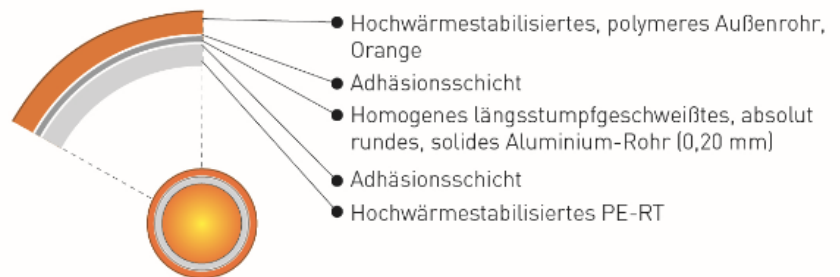 Hochwärmestabilisiertes, polymeres Außenrohr,
Orange
Adhäsionsschicht
Homogenes längsstumpfgeschweißtes, absolut
rundes, solides Aluminium-Rohr (0,20 mm)
Adhäsionsschicht
Hochwärmestabilisiertes PE-RT